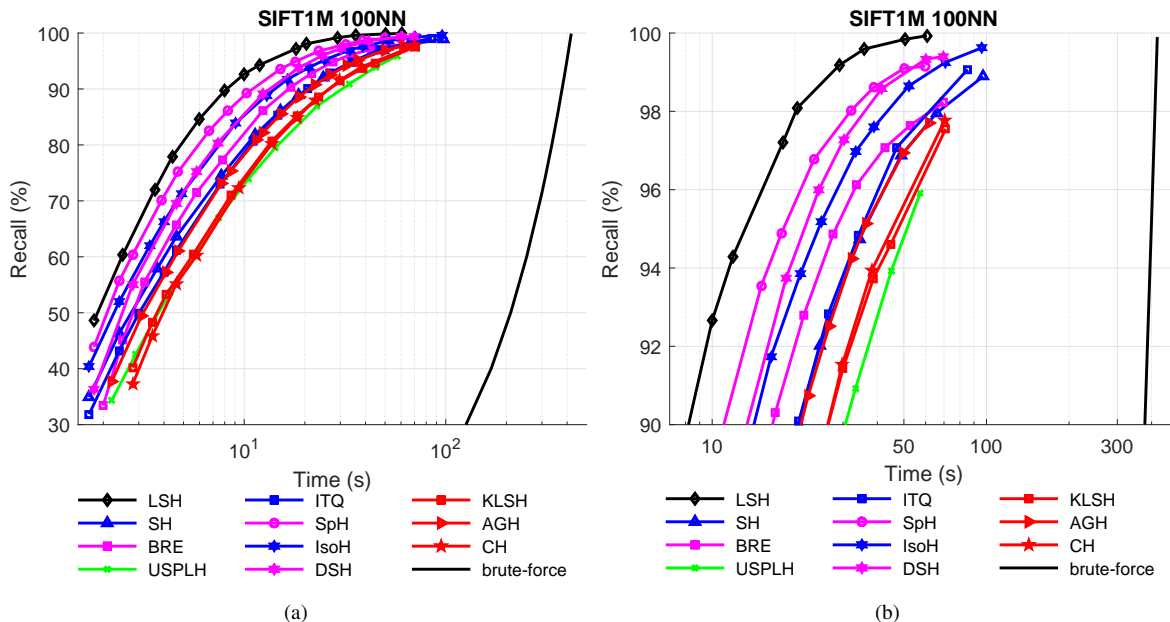 SIFT1M 100NN
100
90
80
70
60
50
40
30
Recall (%)
10^1
10^2
Time (s)
LSH
ITQ
KLSH
SH
SpH
AGH
BRE
IsoH
CH
USPLH
DSH
brute-force
(a)
SIFT1M 100NN
100
98
96
94
92
90
Recall (%)
10
50
100
300
Time (s)
LSH
ITQ
KLSH
SH
SpH
AGH
BRE
IsoH
CH
USPLH
DSH
brute-force
(b)